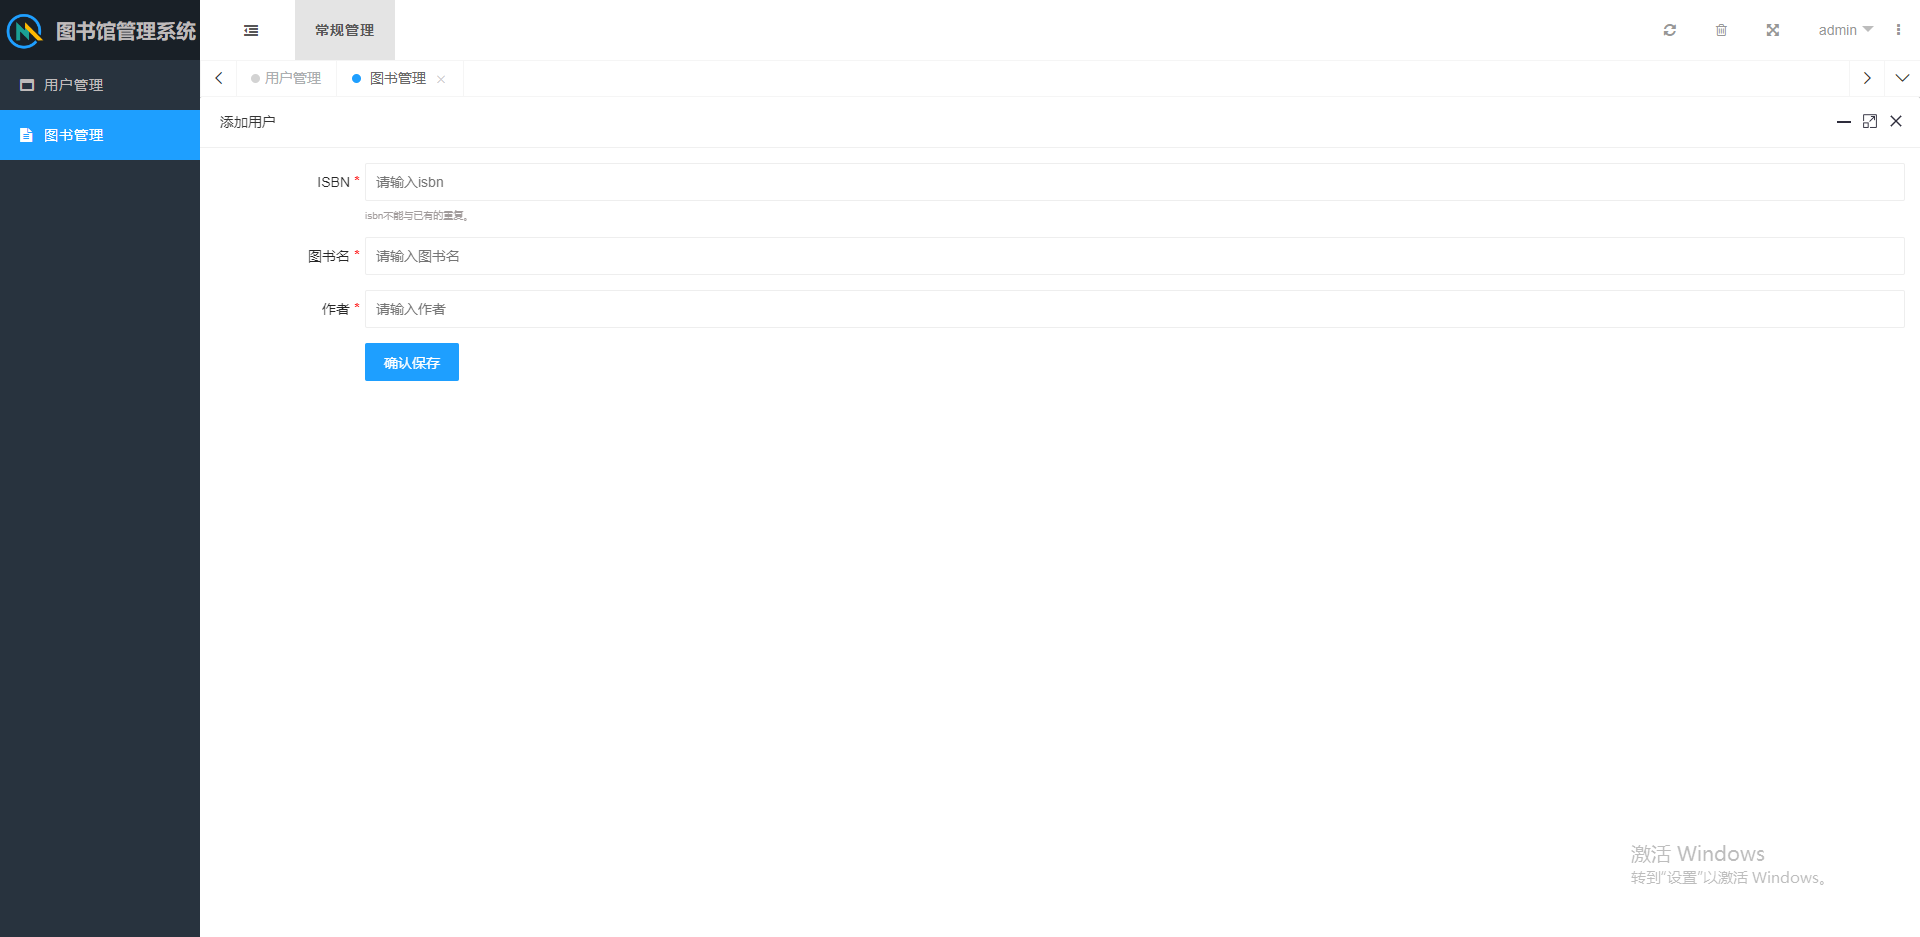 图书馆管理系统
常规管理
admin
用户管理
图书管理
用户管理
图书管理
添加用户
ISBN *
请输入isbn
isbn不能与已有的重复。
图书名 *
请输入图书名
作者 *
请输入作者
确认保存
激活 Windows
转到“设置”以激活 Windows。